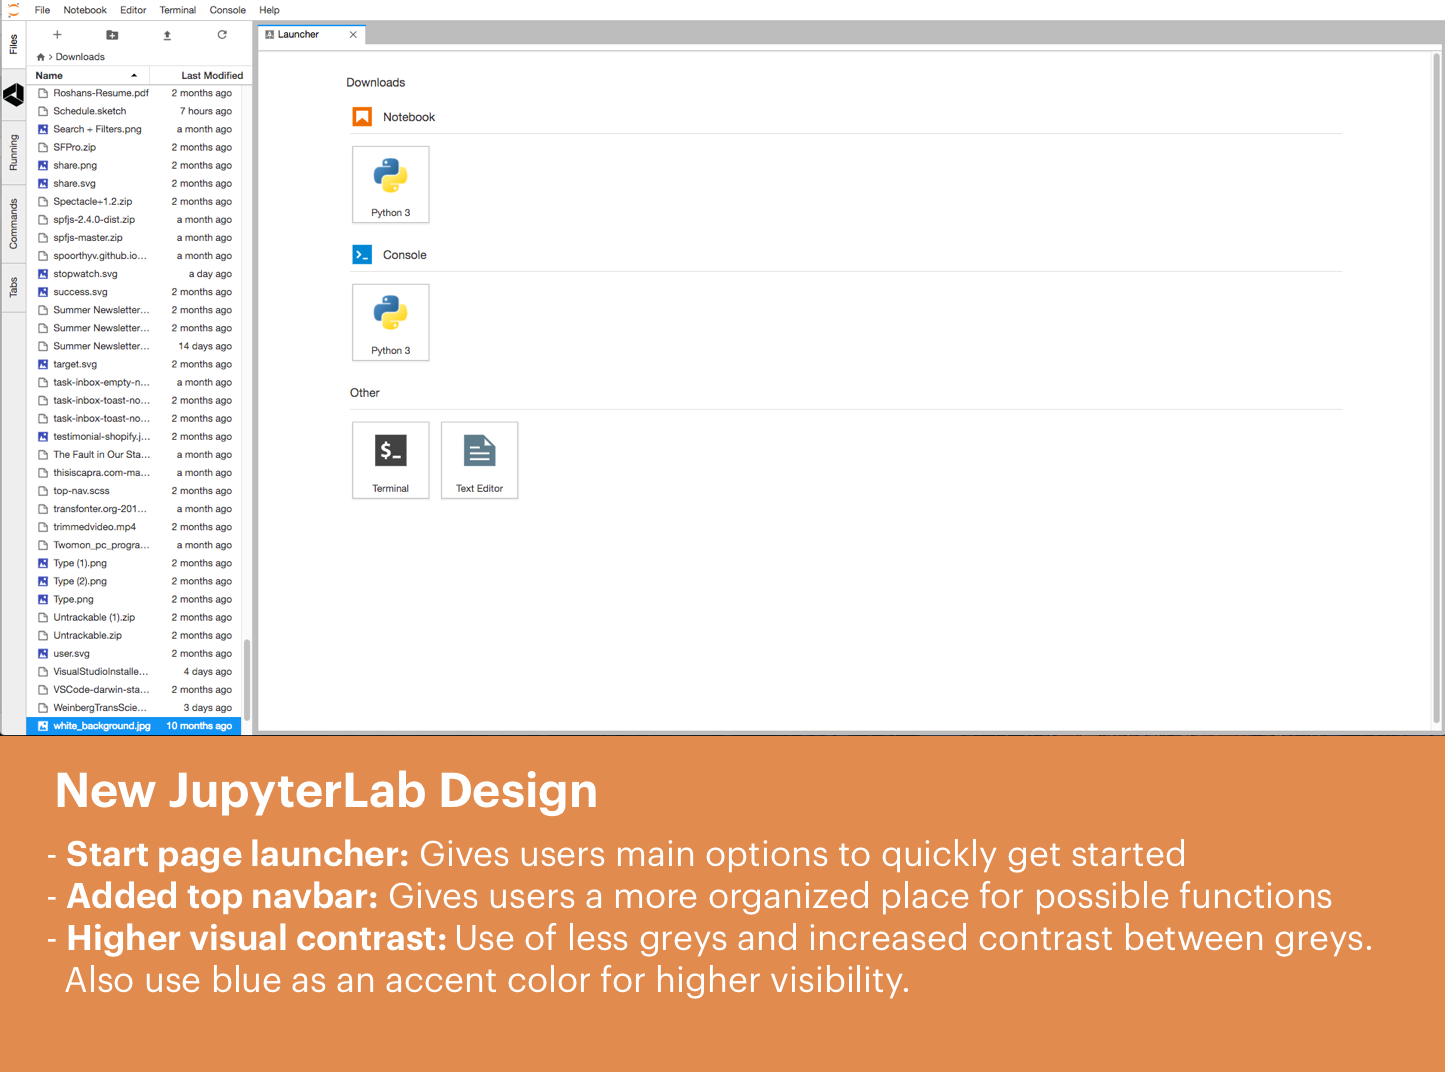 File Notebook Editor Terminal Console Help
Files
Running
Commands
Tabs
Downloads
Name Last Modified
Roshans-Resume.pdf 2 months ago
Schedule.sketch 7 hours ago
Search + Filters.png a month ago
SFPro.zip 2 months ago
share.png 2 months ago
share.svg 2 months ago
Spectacle+1.2.zip 2 months ago
spfjs-2.4.0-dist.zip a month ago
spfjs-master.zip a month ago
spoorthyv.github.io... a month ago
stopwatch.svg a day ago
success.svg 2 months ago
Summer Newsletter... 2 months ago
Summer Newsletter... 2 months ago
Summer Newsletter... 14 days ago
target.svg 2 months ago
task-inbox-empty-n... a month ago
task-inbox-toast-no... 2 months ago
task-inbox-toast-no... 2 months ago
testimonial-shopify.j... 2 months ago
The Fault in Our Sta... a month ago
thisiscapra.com-ma... a month ago
top-nav.scss 2 months ago
transfonter.org-201... a month ago
trimmedvideo.mp4 2 months ago
Twomon_pc_progra... a month ago
Type (1).png 2 months ago
Type (2).png 2 months ago
Type.png 2 months ago
Untrackable (1).zip 2 months ago
Untrackable.zip 2 months ago
user.svg 2 months ago
VisualStudioInstalle... 4 days ago
VSCode-darwin-sta... 2 months ago
WeinbergTransScie... 3 days ago
white_background.jpg 10 months ago
Launcher
Downloads
Notebook
Python 3
Console
Python 3
Other
$_
Terminal Text Editor
New JupyterLab Design
- Start page launcher: Gives users main options to quickly get started
- Added top navbar: Gives users a more organized place for possible functions
- Higher visual contrast: Use of less greys and increased contrast between greys.
Also use blue as an accent color for higher visibility.